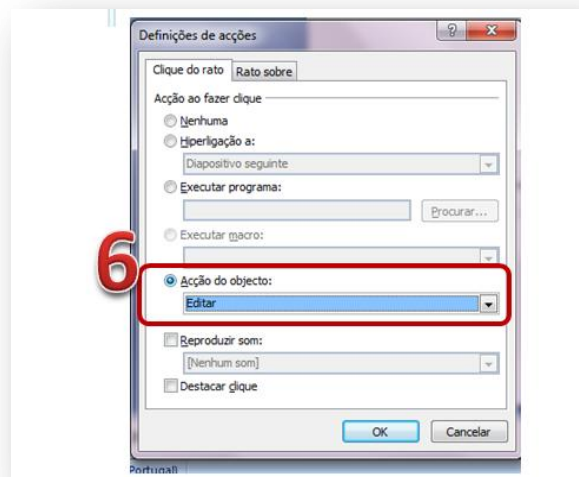 Definições de acções
Clique do rato Rato sobre
Acção ao fazer clique
Nenhuma
Hiperligação a:
Diapositivo seguinte
Executar programa:
Procurar...
Executar macro:
6
Acção do objecto:
Editar
Reproduzir som:
[Nenhum som]
Destacar clique
OK Cancelar
Portugal)